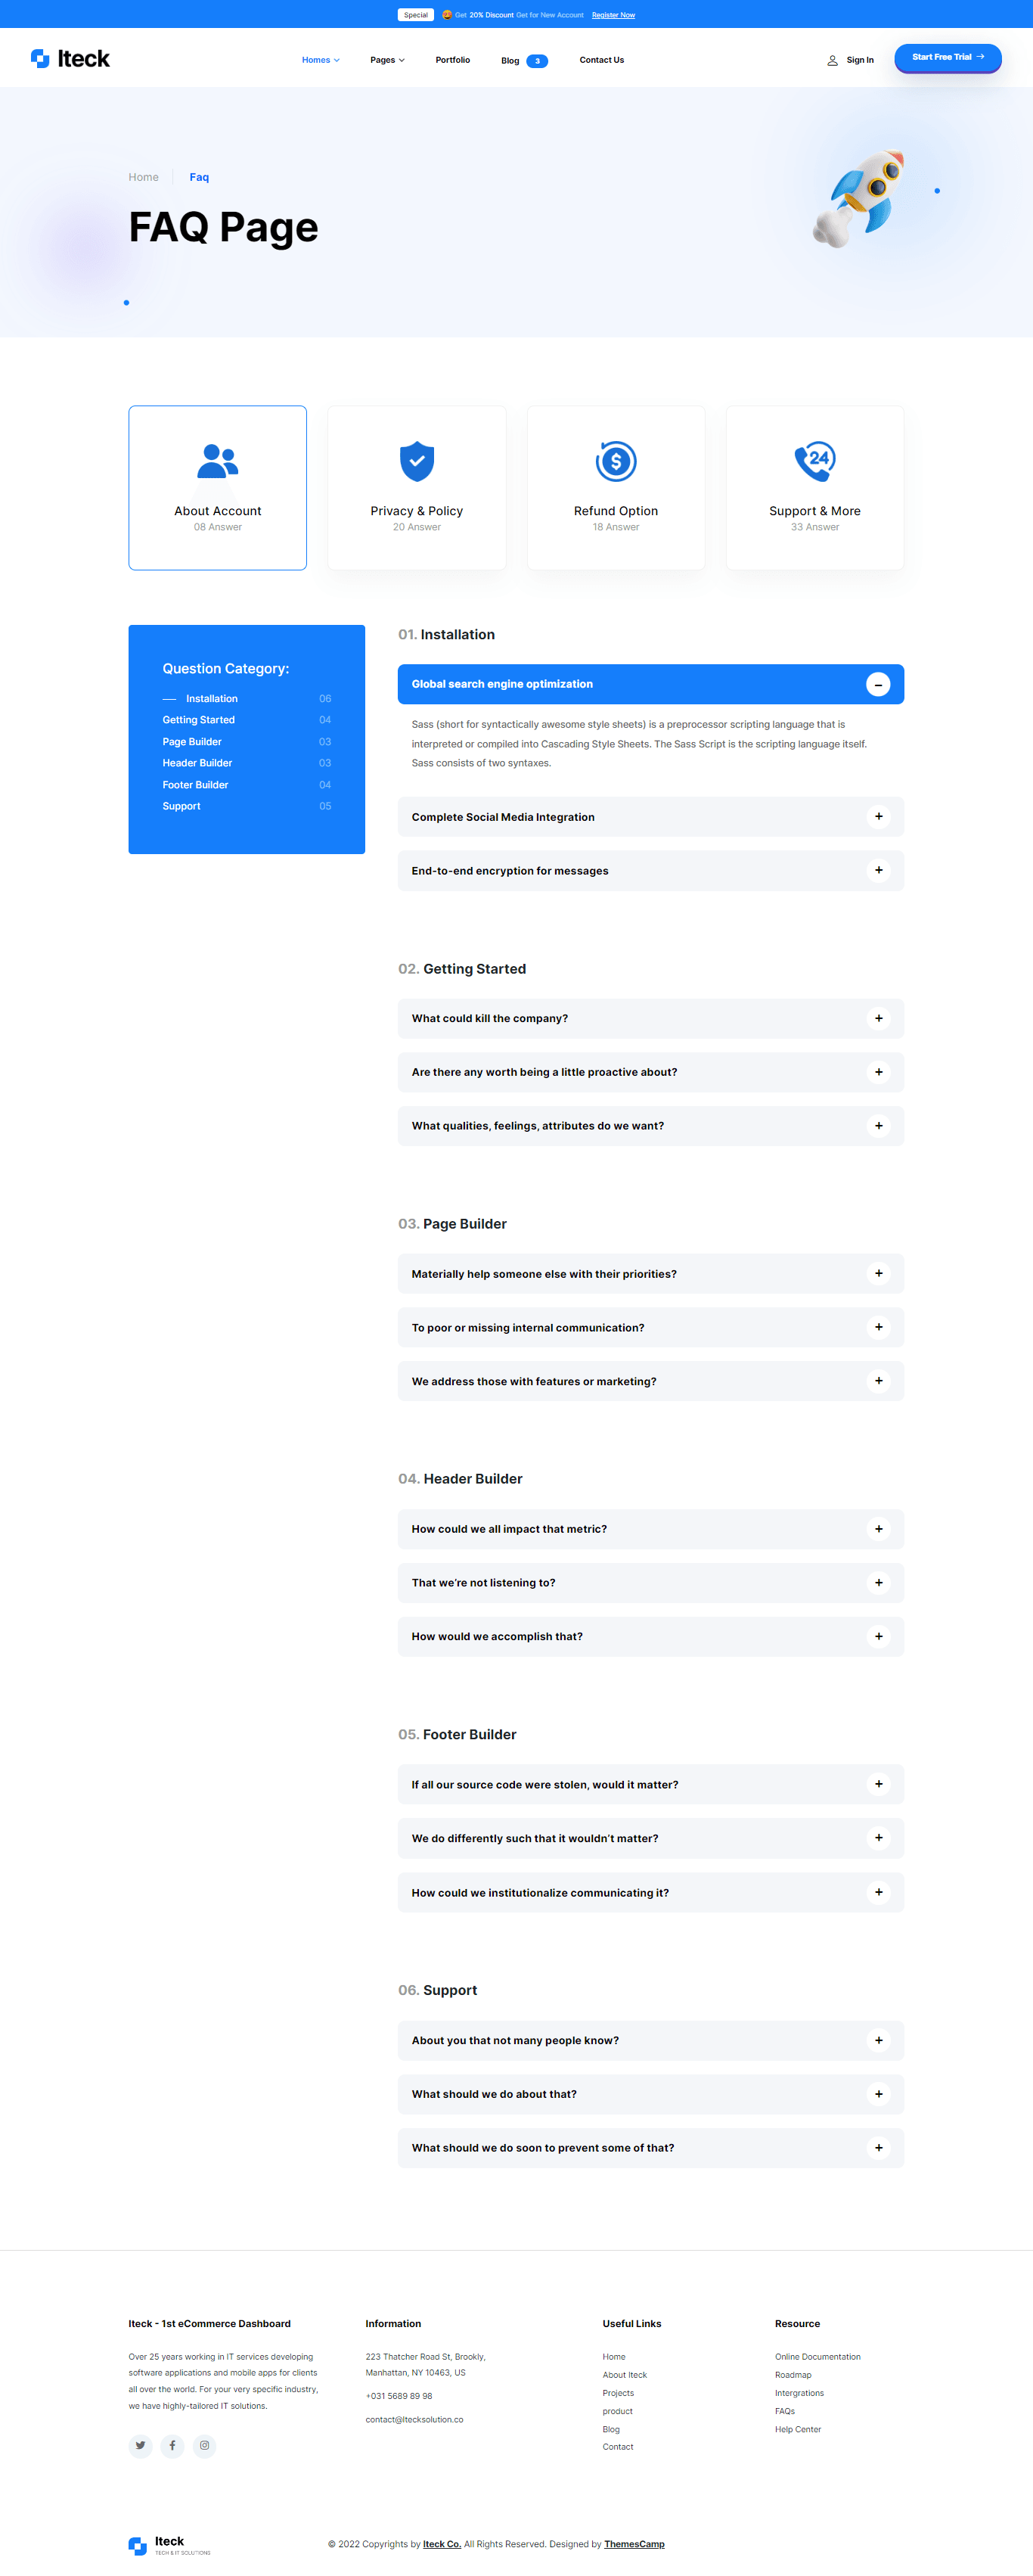 Special Get 20% Discount Get for New Account Register Now
Iteck
Homes Pages Portfolio Blog 3 Contact Us
Sign In
Start Free Trial
Home Faq
FAQ Page
About Account
08 Answer
Privacy & Policy
20 Answer
Refund Option
18 Answer
24
Support & More
33 Answer
Question Category:
Installation 06
Getting Started 04
Page Builder 03
Header Builder 03
Footer Builder 04
Support 05
01. Installation
Global search engine optimization
Sass (short for syntactically awesome style sheets) is a preprocessor scripting language that is
interpreted or compiled into Cascading Style Sheets. The Sass Script is the scripting language itself.
Sass consists of two syntaxes.
Complete Social Media Integration
End-to-end encryption for messages
02. Getting Started
What could kill the company?
Are there any worth being a little proactive about?
What qualities, feelings, attributes do we want?
03. Page Builder
Materially help someone else with their priorities?
To poor or missing internal communication?
We address those with features or marketing?
04. Header Builder
How could we all impact that metric?
That we're not listening to?
How would we accomplish that?
05. Footer Builder
If all our source code were stolen, would it matter?
We do differently such that it wouldn't matter?
How could we institutionalize communicating it?
06. Support
About you that not many people know?
What should we do about that?
What should we do soon to prevent some of that?
Iteck - 1st eCommerce Dashboard
Over 25 years working in IT services developing
software applications and mobile apps for clients
all over the world. For your very specific industry,
we have highly-tailored IT solutions.
Information
223 Thatcher Road St, Brookly,
Manhattan, NY 10463, US
+031 5689 89 98
contact@Itecksolution.co
Useful Links
Home
About Iteck
Projects
product
Blog
Contact
Resource
Online Documentation
Roadmap
Intergrations
FAQs
Help Center
Iteck
TECH & IT SOLUTIONS
© 2022 Copyrights by Iteck Co. All Rights Reserved. Designed by ThemesCamp